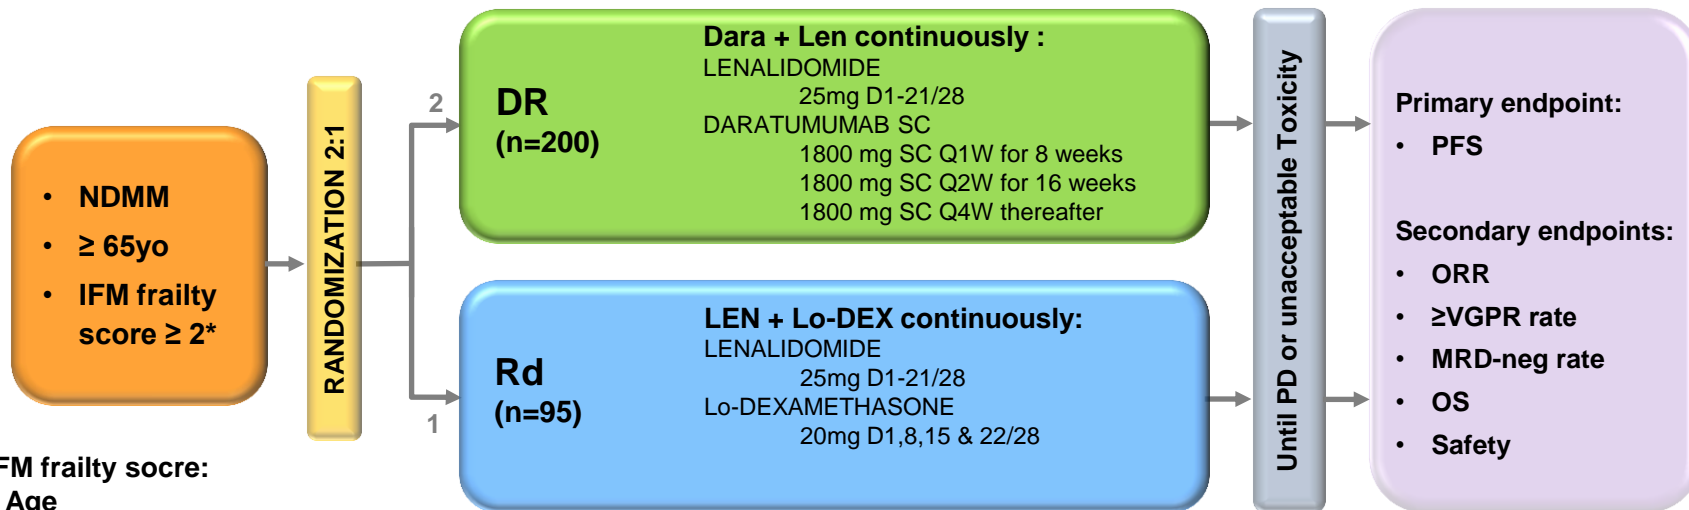 • NDMM
• ≥ 65yo
• IFM frailty
score ≥ 2*
RANDOMIZATION 2:1
2
1
DR
(n=200)
Dara + Len continuously :
LENALIDOMIDE
25mg D1-21/28
DARATUMUMAB SC
1800 mg SC Q1W for 8 weeks
1800 mg SC Q2W for 16 weeks
1800 mg SC Q4W thereafter
Rd
(n=95)
LEN + Lo-DEX continuously:
LENALIDOMIDE
25mg D1-21/28
Lo-DEXAMETHASONE
20mg D1,8,15 & 22/28
Until PD or unacceptable Toxicity
Primary endpoint:
• PFS
Secondary endpoints:
• ORR
• ≥VGPR rate
• MRD-neg rate
• OS
• Safety
FM frailty socre:
Age